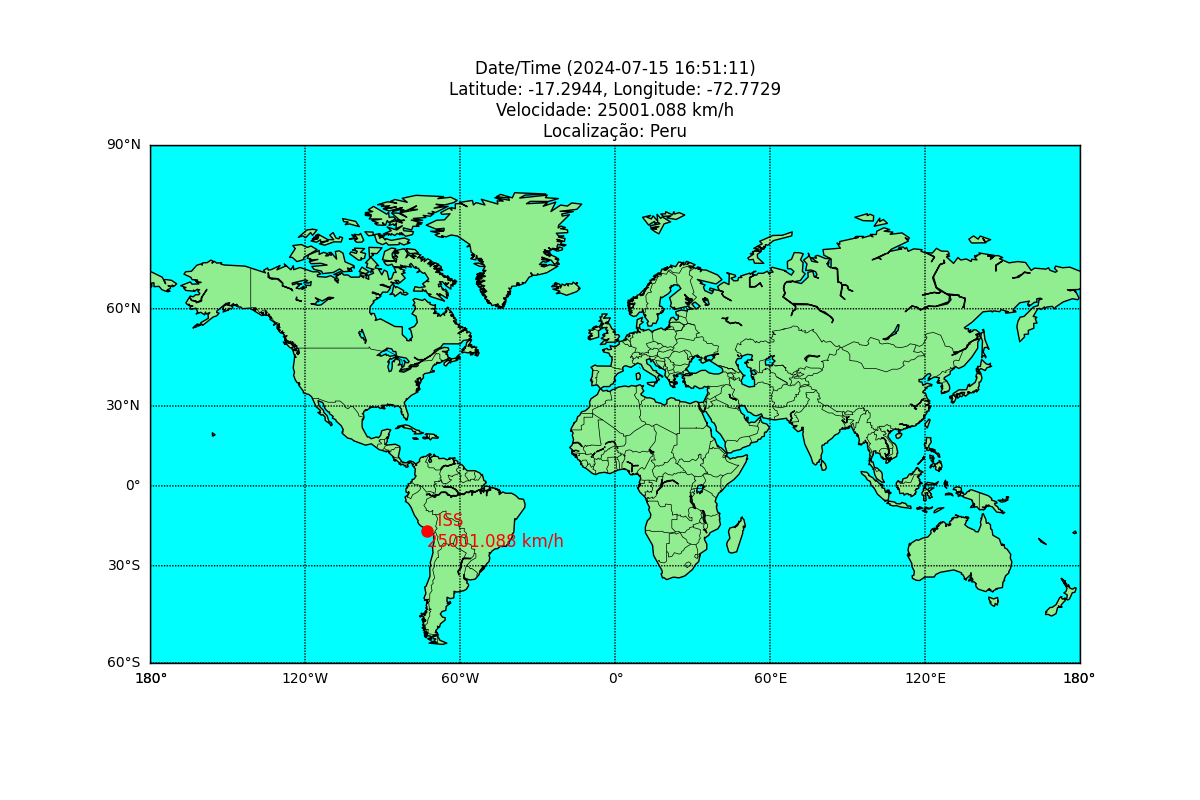 Date/Time (2024-07-15 16:51:11)
Latitude: -17.2944, Longitude: -72.7729
Velocidade: 25001.088 km/h
Localização: Peru
90°N
60°N
30°N
0°
ISS
25001.088 km/h
30°S
60°S
180°
120°W
60°W
0°
60°E
120°E
180°